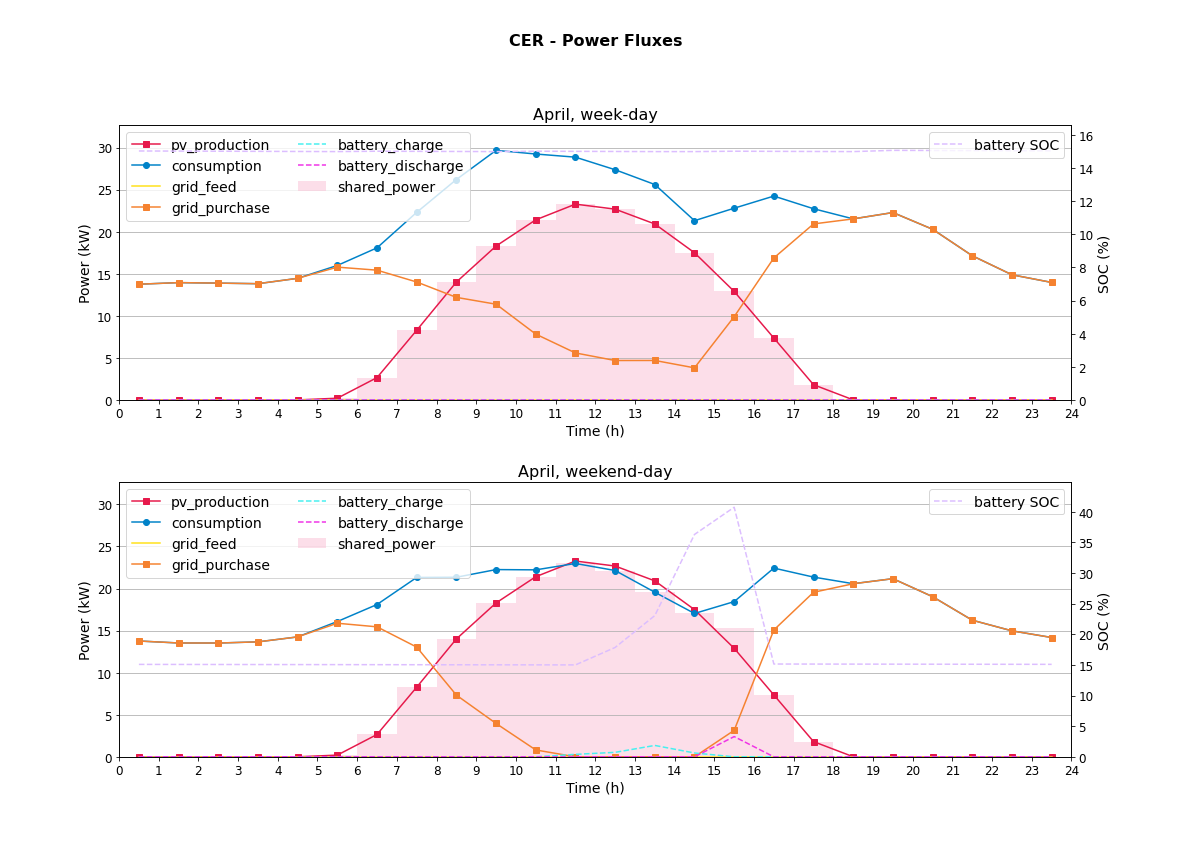 CER - Power Fluxes
April, week-day
pv_production
consumption
grid_feed
grid_purchase
battery_charge
battery_discharge
shared_power
battery SOC
Power (kW)
30
25
20
15
10
5
0
SOC (%)
16
14
12
10
8
6
4
2
0
0 1 2 3 4 5 6 7 8 9 10 11 12 13 14 15 16 17 18 19 20 21 22 23 24
Time (h)
April, weekend-day
pv_production
consumption
grid_feed
grid_purchase
battery_charge
battery_discharge
shared_power
battery SOC
Power (kW)
30
25
20
15
10
5
0
SOC (%)
40
35
30
25
20
15
10
5
0
0 1 2 3 4 5 6 7 8 9 10 11 12 13 14 15 16 17 18 19 20 21 22 23 24
Time (h)